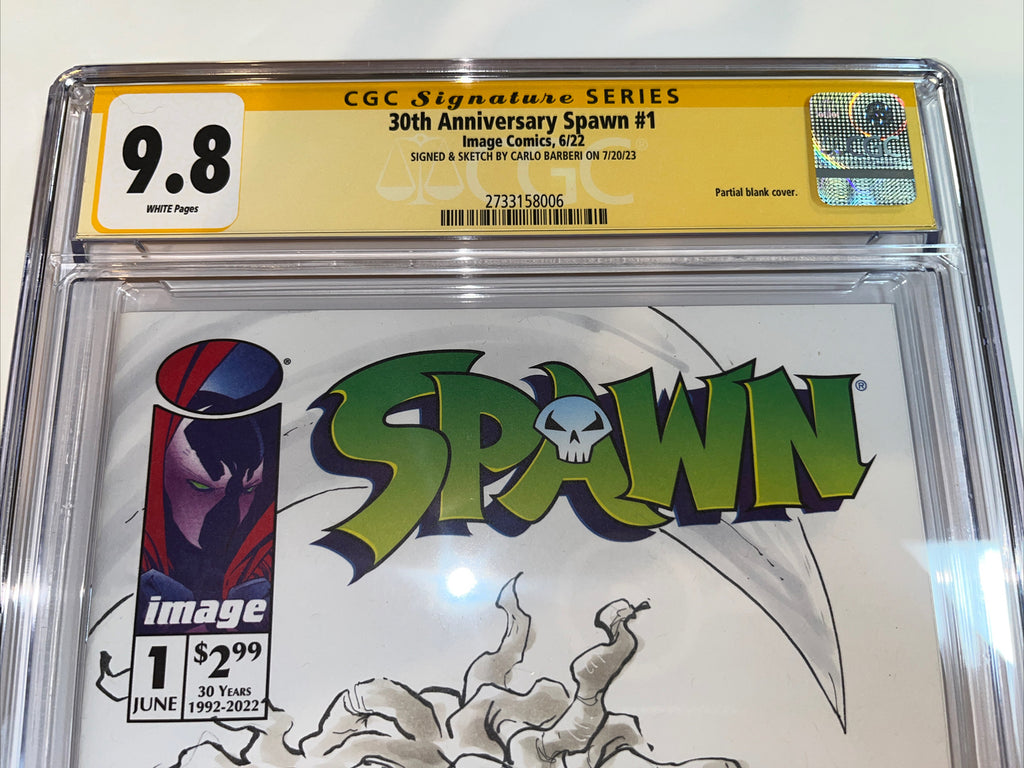 CGC Signature SERIES
30th Anniversary Spawn #1
Image Comics, 6/22
SIGNED & SKETCH BY CARLO BARBERI ON 7/20/23
9.8
WHITE Pages
CGC®
2733158006
Partial blank cover.
CGC
SPAWN®
®
image
1
JUNE
$2.99
30 YEARS
1992-2022